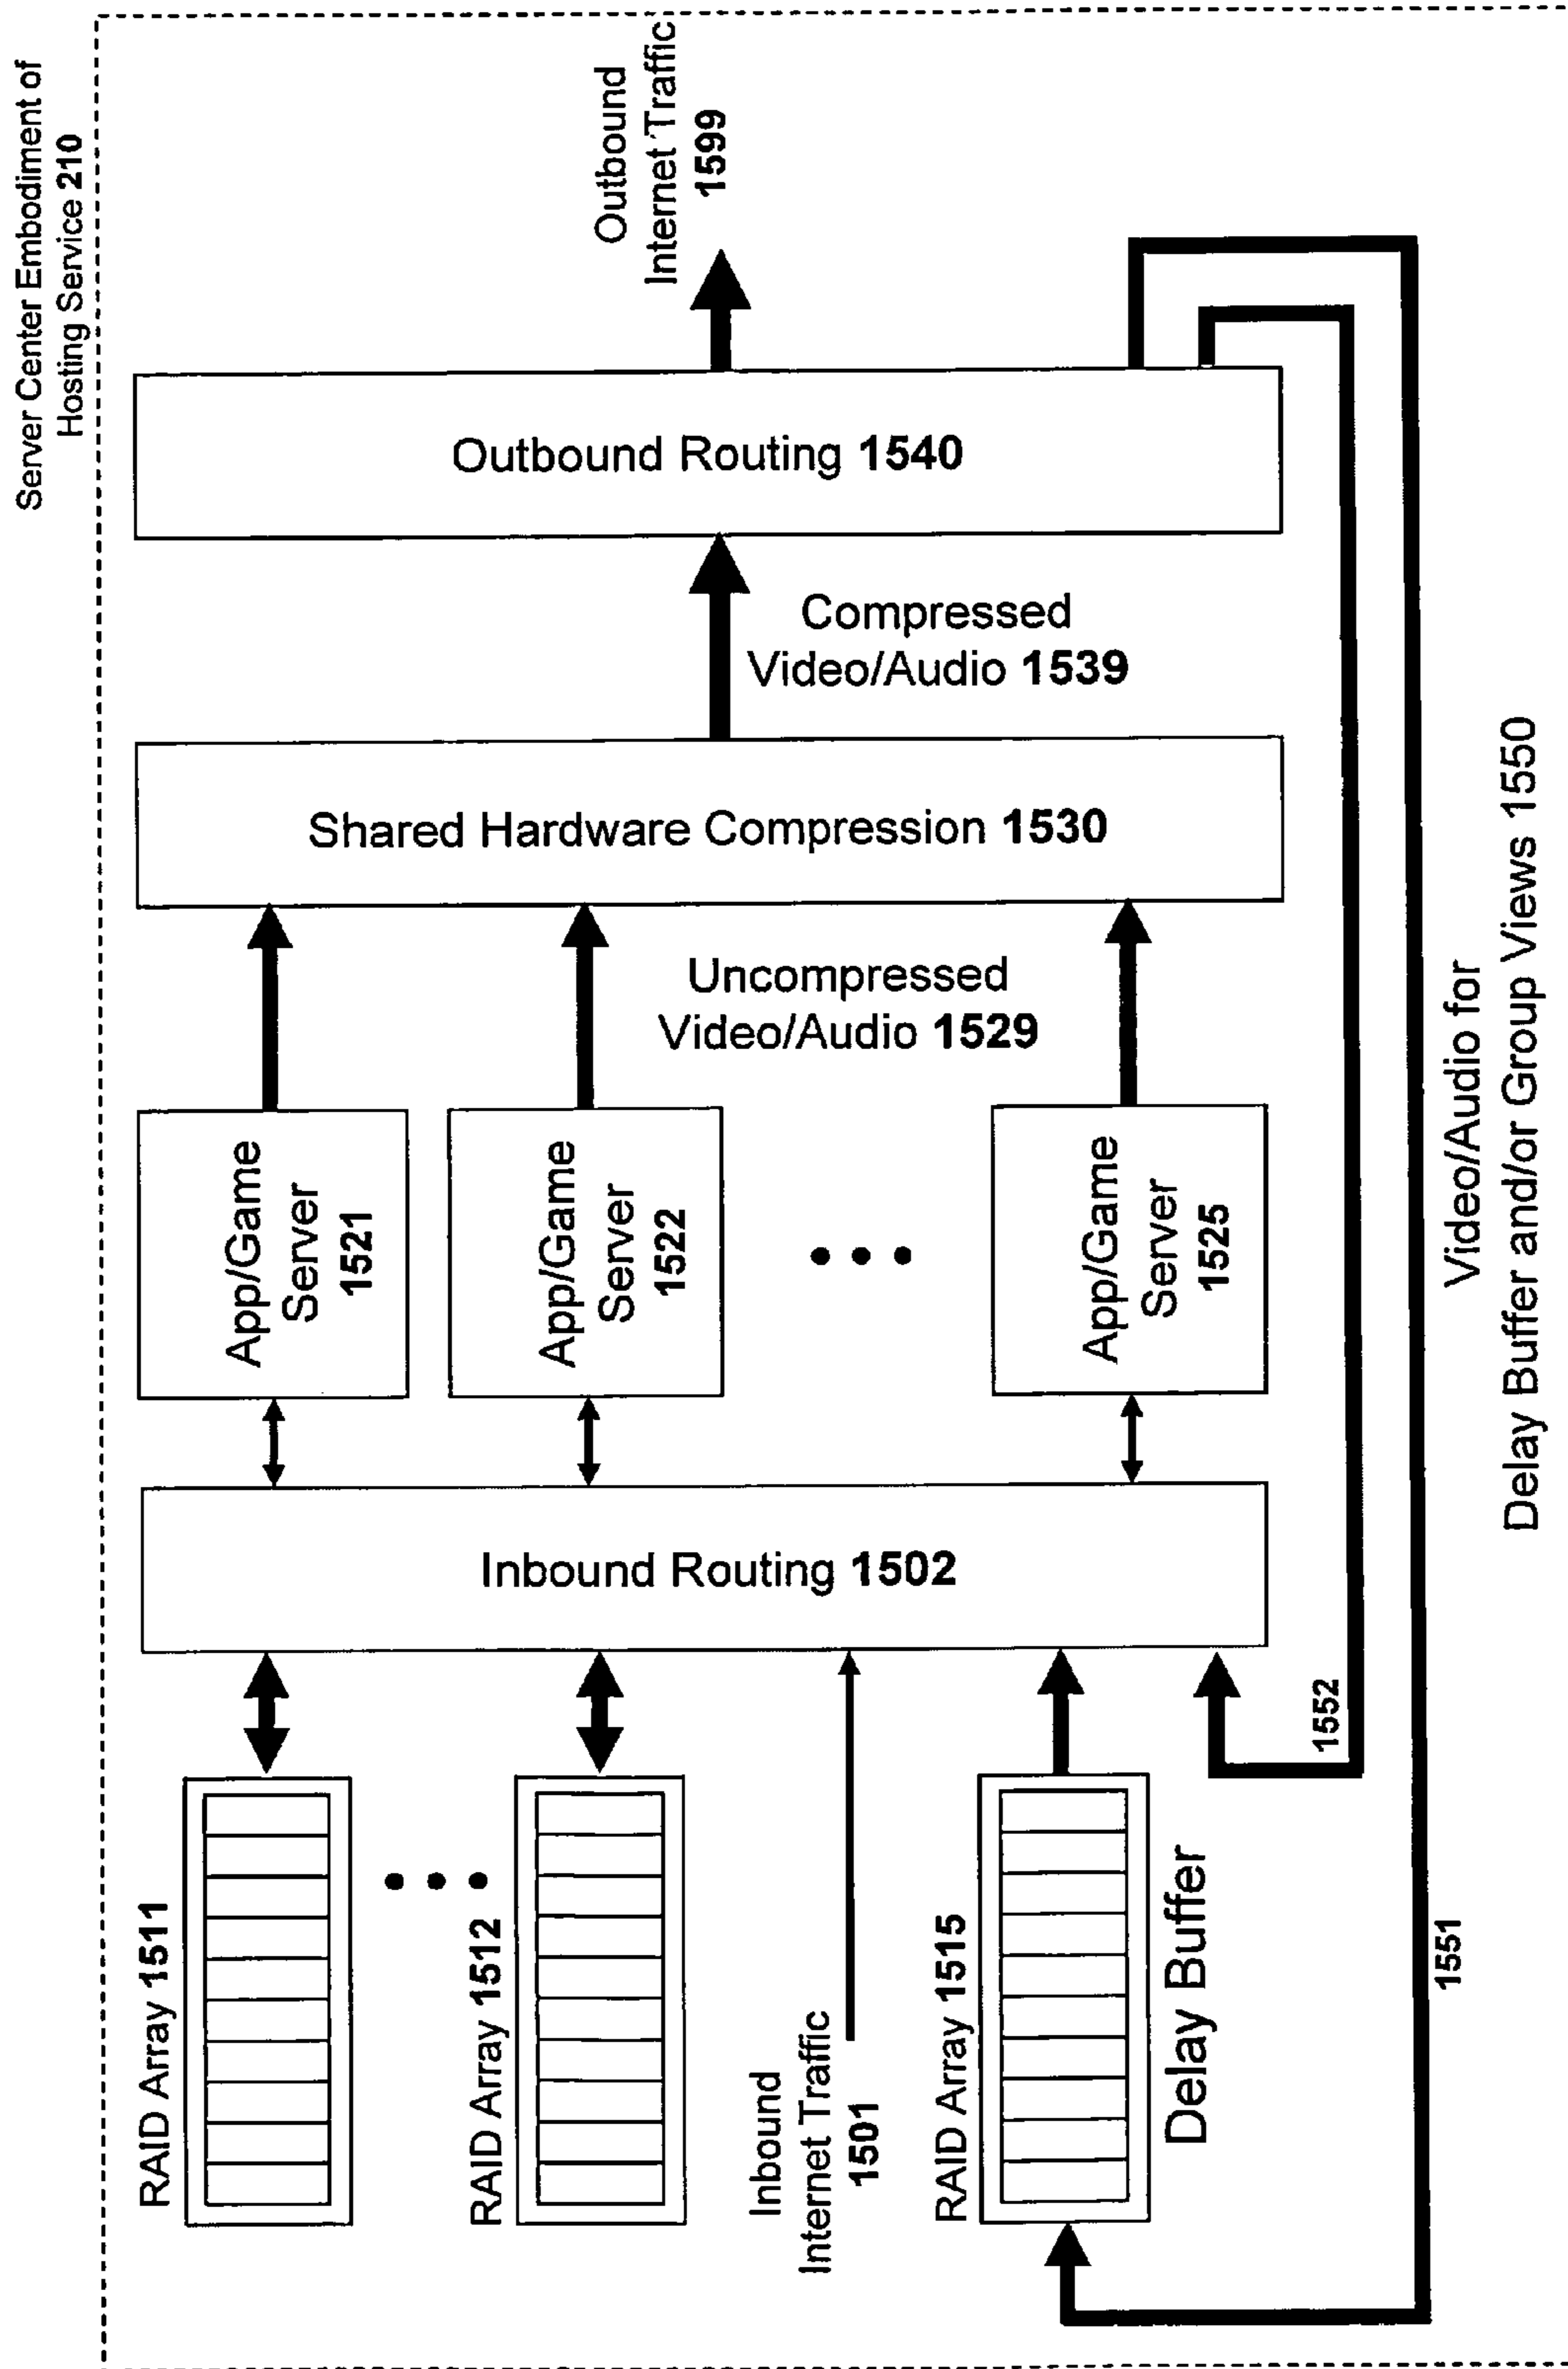 Server Center Embodiment of
Hosting Service 210
RAID Array 1511
RAID Array 1512
Inbound
Internet Traffic
1501
RAID Array 1515
Delay Buffer
Inbound Routing 1502
App/Game
Server
1521
App/Game
Server
1522
App/Game
Server
1525
Uncompressed
Video/Audio 1529
Shared Hardware Compression 1530
Compressed
Video/Audio 1539
Outbound Routing 1540
Outbound
Internet Traffic
1599
1552
1551
Video/Audio for
Delay Buffer and/or Group Views 1550